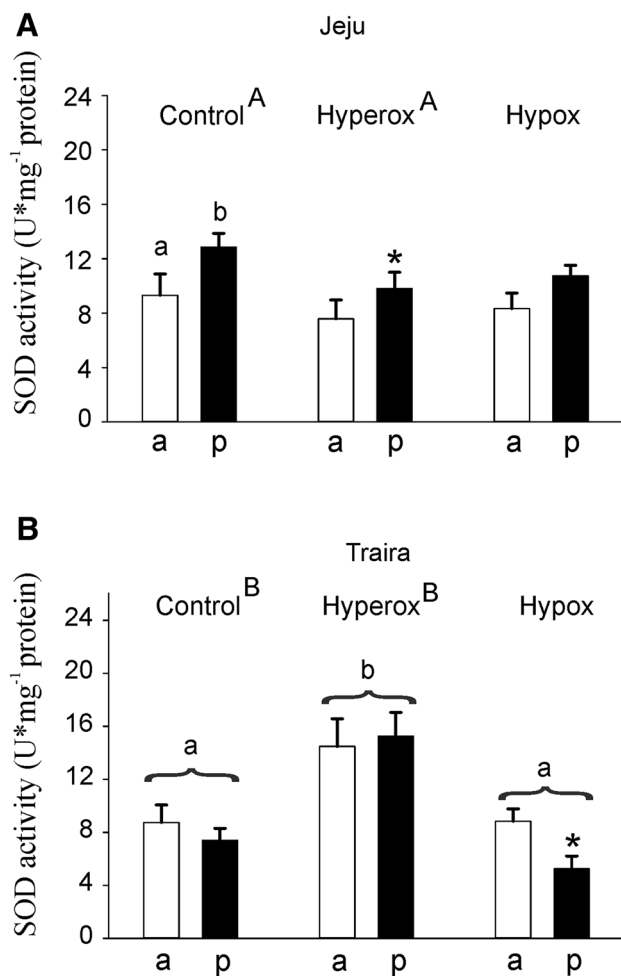 A
Jeju
SOD activity (U*mg⁻¹ protein)
24
20
16
12
8
4
0
Control A
Hyperox A
Hypox
a
b
*
a
p
a
p
a
p
B
Traira
SOD activity (U*mg⁻¹ protein)
24
20
16
12
8
4
0
Control B
Hyperox B
Hypox
a
b
a
*
a
p
a
p
a
p